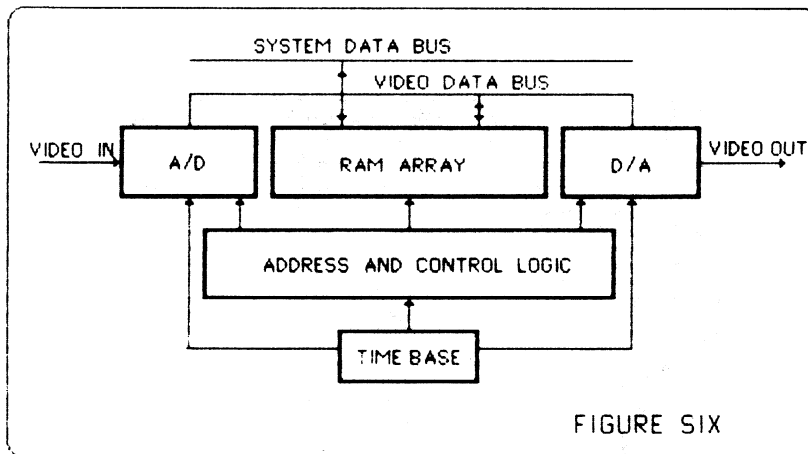 SYSTEM DATA BUS
VIDEO DATA BUS
VIDEO IN
A/D
RAM ARRAY
D/A
VIDEO OUT
ADDRESS AND CONTROL LOGIC
TIME BASE
FIGURE SIX